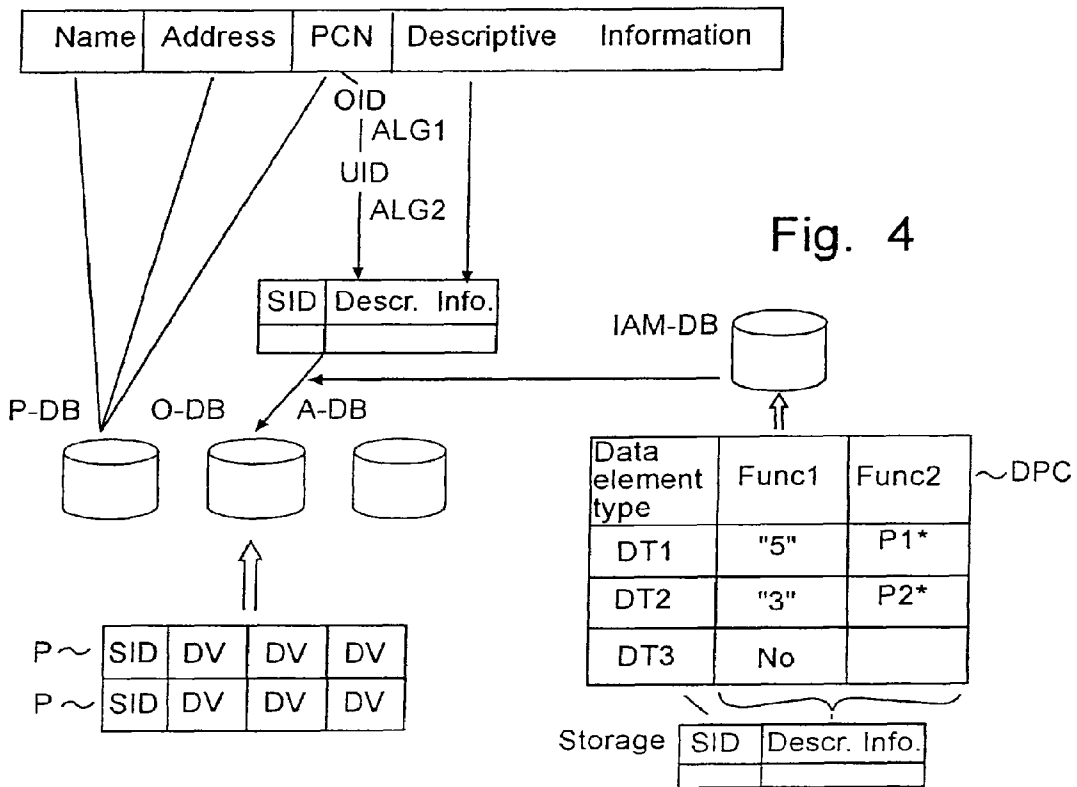 Name Address PCN Descriptive Information
OID
ALG1
UID
ALG2
Fig. 4
SID Descr. Info.
IAM-DB
P-DB O-DB A-DB
Data element type Func1 Func2 ~DPC
DT1 "5" P1*
DT2 "3" P2*
DT3 No
P~ SID DV DV DV
P~ SID DV DV DV
Storage SID Descr. Info.